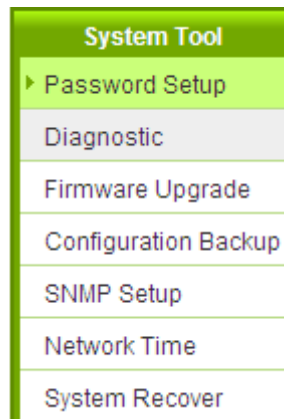 System Tool
Password Setup
Diagnostic
Firmware Upgrade
Configuration Backup
SNMP Setup
Network Time
System Recover